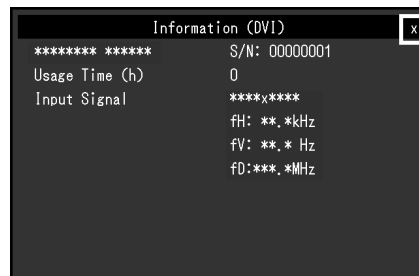 Information (DVI)
x
******** ****** S/N: 00000001
Usage Time (h) 0
Input Signal ****x****
fH: **.*kHz
fV: **.* Hz
fD:***.*MHz